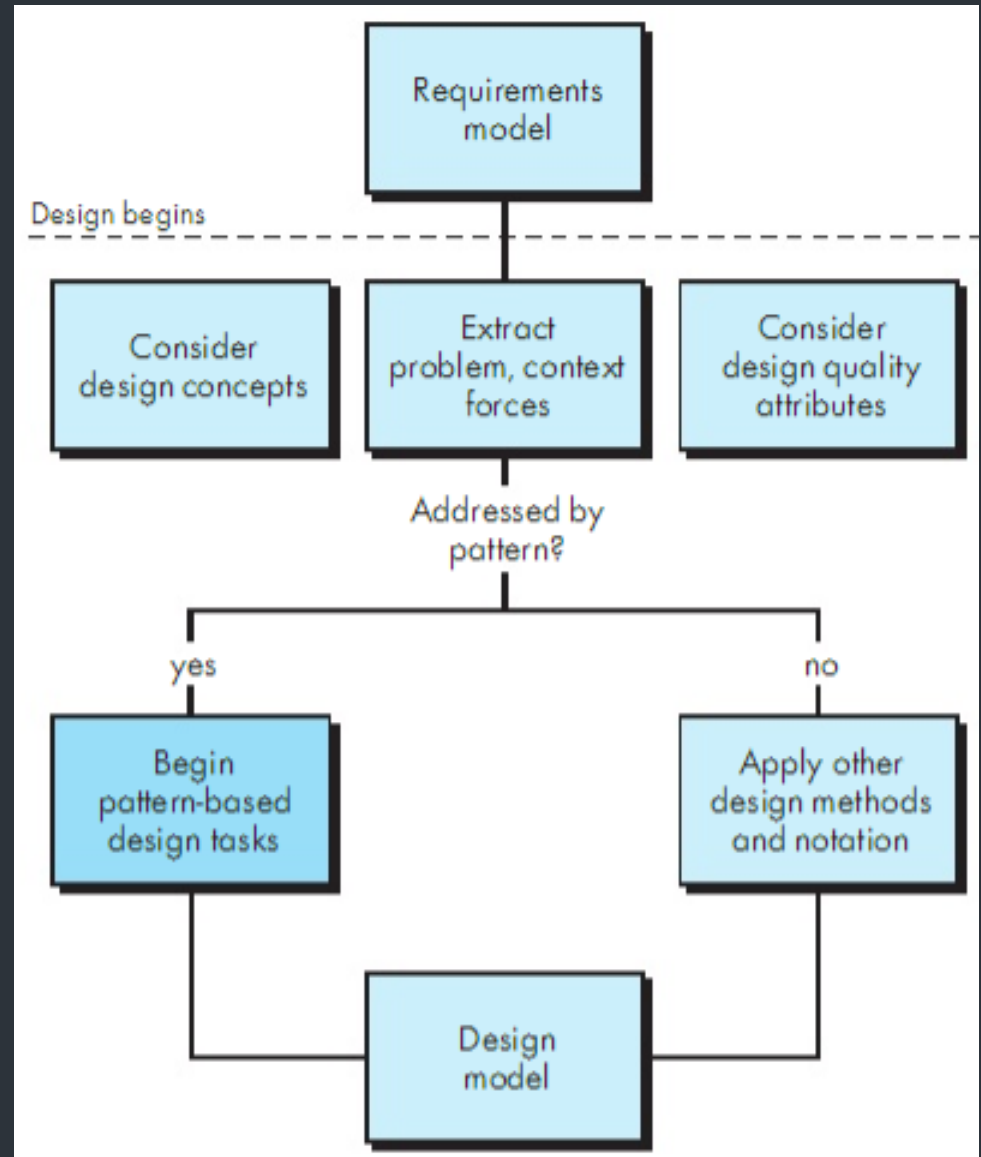 Requirements
model
Design begins
Consider
design concepts
Extract
problem, context
forces
Consider
design quality
attributes
Addressed by
pattern?
yes
no
Begin
pattern-based
design tasks
Apply other
design methods
and notation
Design
model